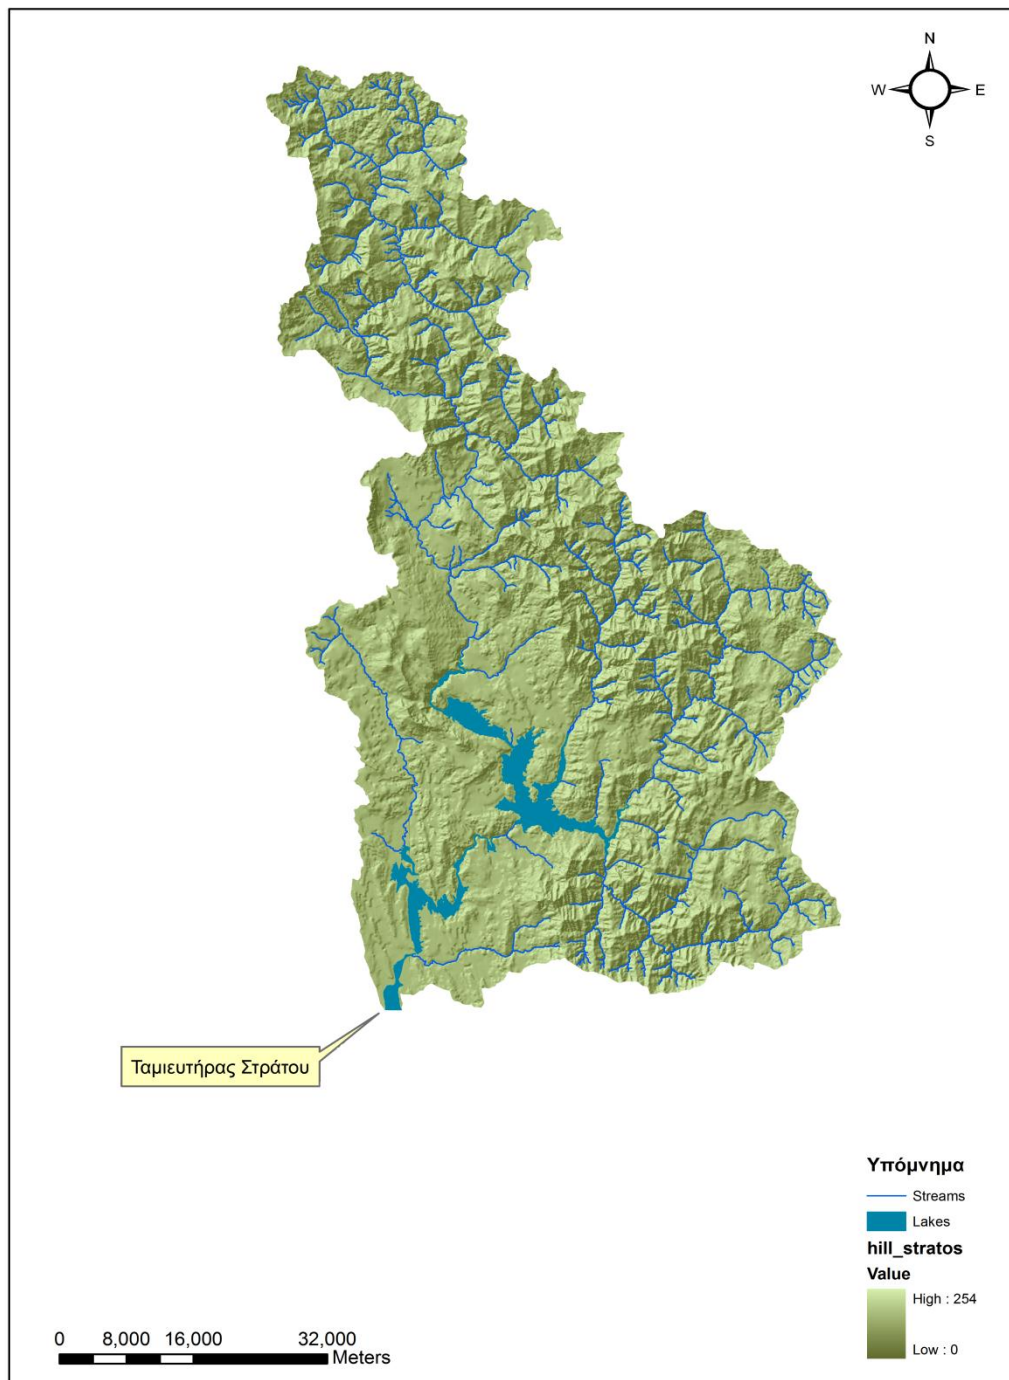 N
W E
S
Ταμιευτήρας Στράτου
Υπόμνημα
Streams
Lakes
hill_stratos
Value
High : 254
Low : 0
0 8,000 16,000 32,000
Meters